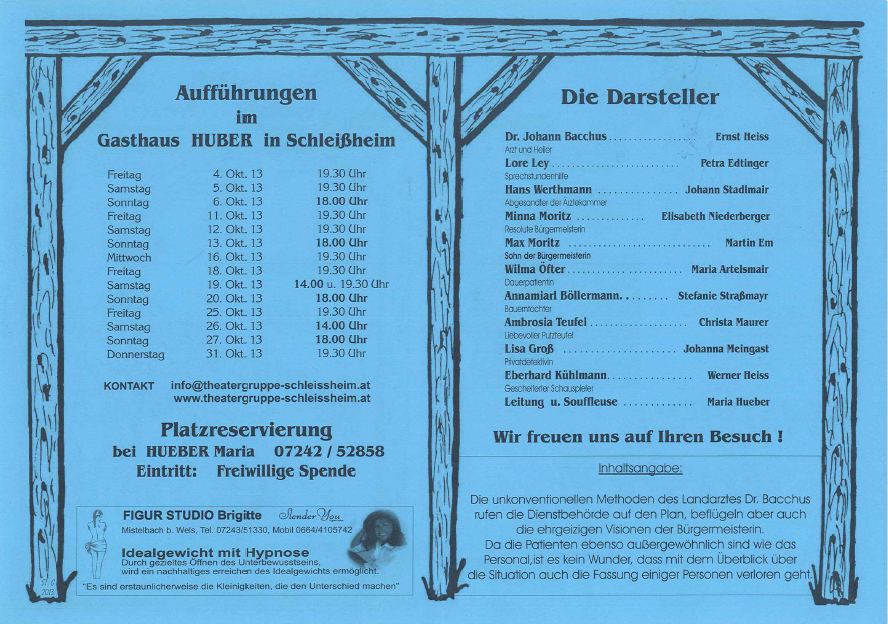 Aufführungen
im
Gasthaus HUBER in Schleißheim
Freitag 4. Okt. 13 19.30 Uhr
Samstag 5. Okt. 13 19.30 Uhr
Sonntag 6. Okt. 13 18.00 Uhr
Freitag 11. Okt. 13 19.30 Uhr
Samstag 12. Okt. 13 19.30 Uhr
Sonntag 13. Okt. 13 18.00 Uhr
Mittwoch 16. Okt. 13 19.30 Uhr
Freitag 18. Okt. 13 19.30 Uhr
Samstag 19. Okt. 13 14.00 u. 19.30 Uhr
Sonntag 20. Okt. 13 18.00 Uhr
Freitag 25. Okt. 13 19.30 Uhr
Samstag 26. Okt. 13 14.00 Uhr
Sonntag 27. Okt. 13 18.00 Uhr
Donnerstag 31. Okt. 13 19.30 Uhr
KONTAKT info@theatergruppe-schleissheim.at
www.theatergruppe-schleissheim.at
Platzreservierung
bei HUEBER Maria 07242 / 52858
Eintritt: Freiwillige Spende
FIGUR STUDIO Brigitte Slender You
Mistelbach b. Wels, Tel. 07243/51330, Mobil 0664/4105742
Idealgewicht mit Hypnose
Durch gezieltes Öffnen des Unterbewusstseins,
wird ein nachhaltiges erreichen des Idealgewichts ermöglicht.
"Es sind erstaunlicherweise die Kleinigkeiten, die den Unterschied machen"
St. G.
2013
Die Darsteller
Dr. Johann Bacchus . . . . . . . . . . . . . . . . Ernst Heiss
Arzt und Heiler
Lore Ley . . . . . . . . . . . . . . . . . . . . . . . Petra Edtinger
Sprechstundenhilfe
Hans Werthmann . . . . . . . . . . . . . . . Johann Stadlmair
Abgesandter der Ärztekammer
Minna Moritz . . . . . . . . . . . . . Elisabeth Niederberger
Resolute Bürgermeisterin
Max Moritz . . . . . . . . . . . . . . . . . . . . . . . . . . Martin Em
Sohn der Bürgermeisterin
Wilma Öfter . . . . . . . . . . . . . . . . . . . . . Maria Artelsmair
Dauerpatientin
Annamiarl Böllermann. . . . . . . . . Stefanie Straßmayr
Bauerntochter
Ambrosia Teufel . . . . . . . . . . . . . . . . . . Christa Maurer
Liebevoller Putzteufel
Lisa Groß . . . . . . . . . . . . . . . . . . . . . Johanna Meingast
Privatdetektivin
Eberhard Kühlmann. . . . . . . . . . . . . . . . Werner Heiss
Gescheiterter Schauspieler
Leitung u. Souffleuse . . . . . . . . . . . . . Maria Hueber
Wir freuen uns auf Ihren Besuch !
Inhaltsangabe:
Die unkonventionellen Methoden des Landarztes Dr. Bacchus
rufen die Dienstbehörde auf den Plan, beflügeln aber auch
die ehrgeizigen Visionen der Bürgermeisterin.
Da die Patienten ebenso außergewöhnlich sind wie das
Personal,ist es kein Wunder, dass mit dem Überblick über
die Situation auch die Fassung einiger Personen verloren geht.